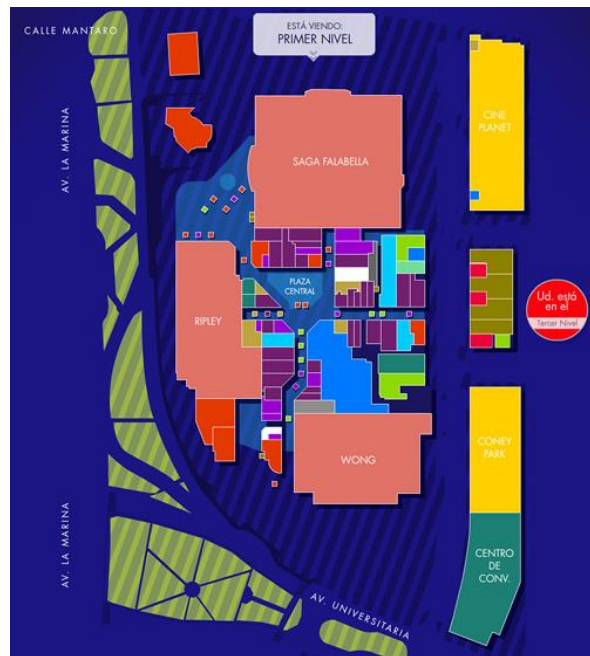 CALLE MANTARO
ESTÁ VIENDO:
PRIMER NIVEL
AV. LA MARINA
CINE
PLANET
SAGA FALABELLA
PLAZA
CENTRAL
RIPLEY
Ud. está
en el
Tercer Nivel
WONG
CONEY
PARK
AV. LA MARINA
CENTRO
DE
CONV.
AV. UNIVERSITARIA